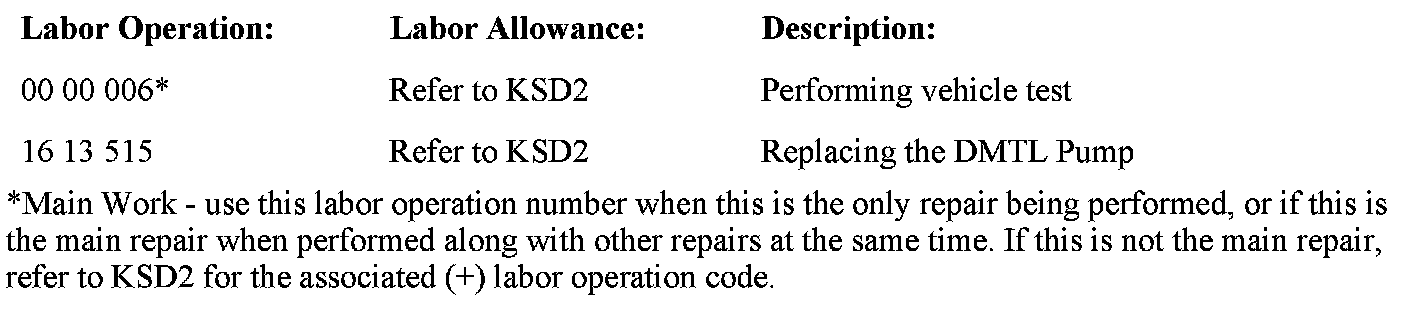 Labor Operation: Labor Allowance: Description:
00 00 006* Refer to KSD2 Performing vehicle test
16 13 515 Refer to KSD2 Replacing the DMTL Pump
*Main Work - use this labor operation number when this is the only repair being performed, or if this is
the main repair when performed along with other repairs at the same time. If this is not the main repair,
refer to KSD2 for the associated (+) labor operation code.